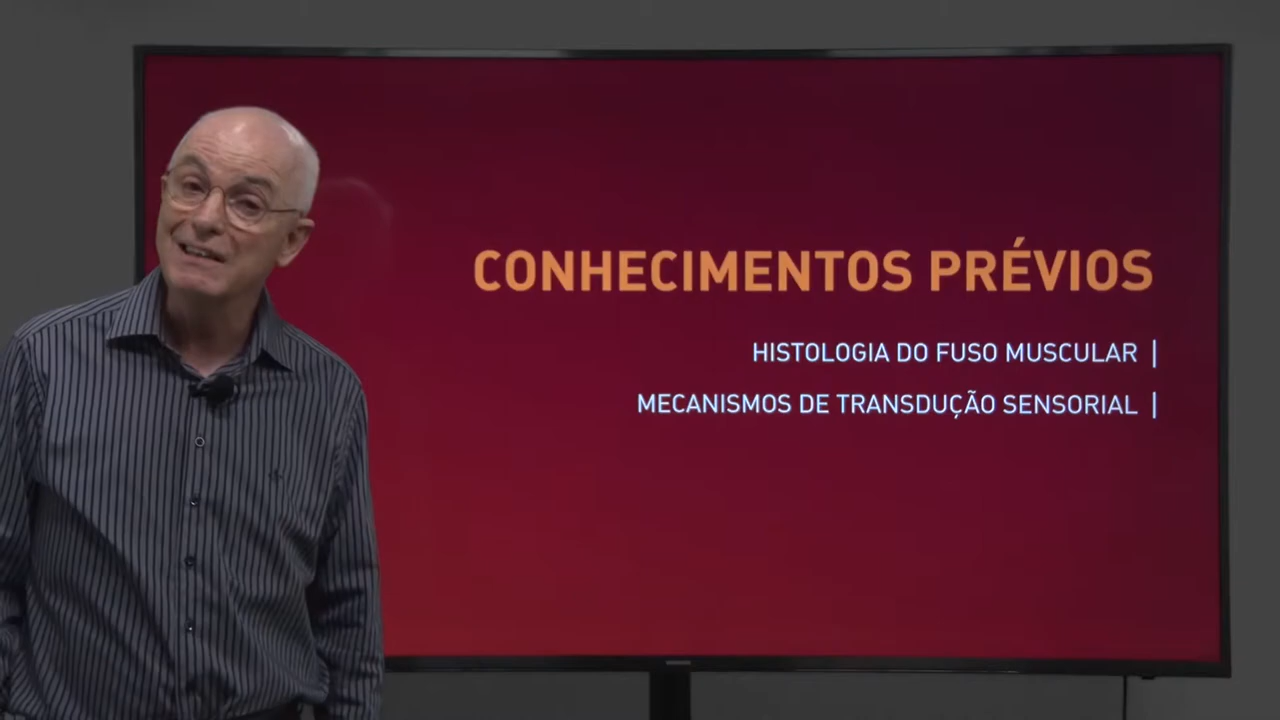 CONHECIMENTOS PRÉVIOS
HISTOLOGIA DO FUSO MUSCULAR |
MECANISMOS DE TRANSDUÇÃO SENSORIAL |